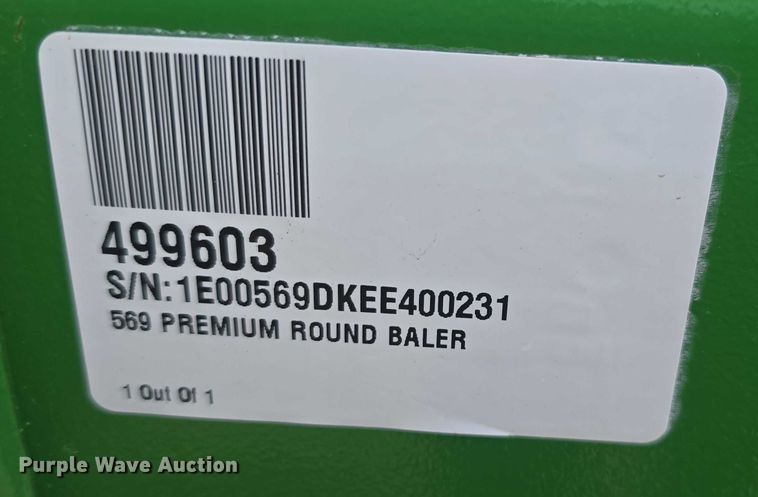 499603
S/N:1E00569DKEE400231
569 PREMIUM ROUND BALER
1 Out Of 1
Purple Wave Auction